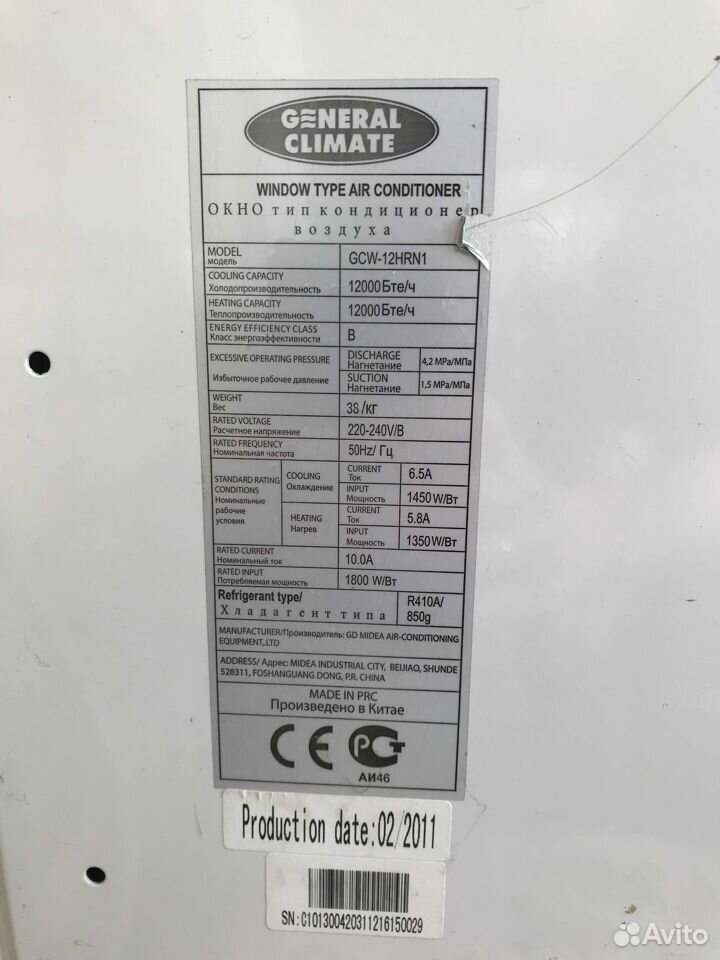 GENERAL
CLIMATE
WINDOW TYPE AIR CONDITIONER
ОКНО тип кондиционер
воздуха
MODEL
модель
GCW-12HRN1
COOLING CAPACITY
Холодопроизводительность
12000Бте/ч
HEATING CAPACITY
Теплопроизводительность
12000Бте/ч
ENERGY EFFICIENCY CLASS
Класс энергоэффективности
B
EXCESSIVE OPERATING PRESSURE
Избыточное рабочее давление
DISCHARGE
Нагнетание
4,2 MPa/МПа
SUCTION
Нагнетание
1,5 MPa/МПа
WEIGHT
Вес
38/кг
RATED VOLTAGE
Расчетное напряжение
220-240V/В
RATED FREQUENCY
Номинальная частота
50Hz/ Гц
STANDARD RATING
CONDITIONS
Номинальные
рабочие
условия
COOLING
Охлаждение
CURRENT
Ток
6.5A
INPUT
Мощность
1450W/Вт
HEATING
Нагрев
CURRENT
Ток
5.8A
INPUT
Мощность
1350W/Вт
RATED CURRENT
Номинальный ток
10.0A
RATED INPUT
Потребляемая мощность
1800 W/Вт
Refrigerant type/
Хладагент типа
R410A/
850g
MANUFACTURER/Производитель: GD MIDEA AIR-CONDITIONING
EQUIPMENT,.LTD
ADDRESS/ Адрес: MIDEA INDUSTRIAL CITY, BEIJIAO, SHUNDE
528311, FOSHANGUANG DONG, P.R. CHINA
MADE IN PRC
Произведено в Китае
CE PCT
АИ46
Production date:02/2011
SN: C101300420311216150029
Avito